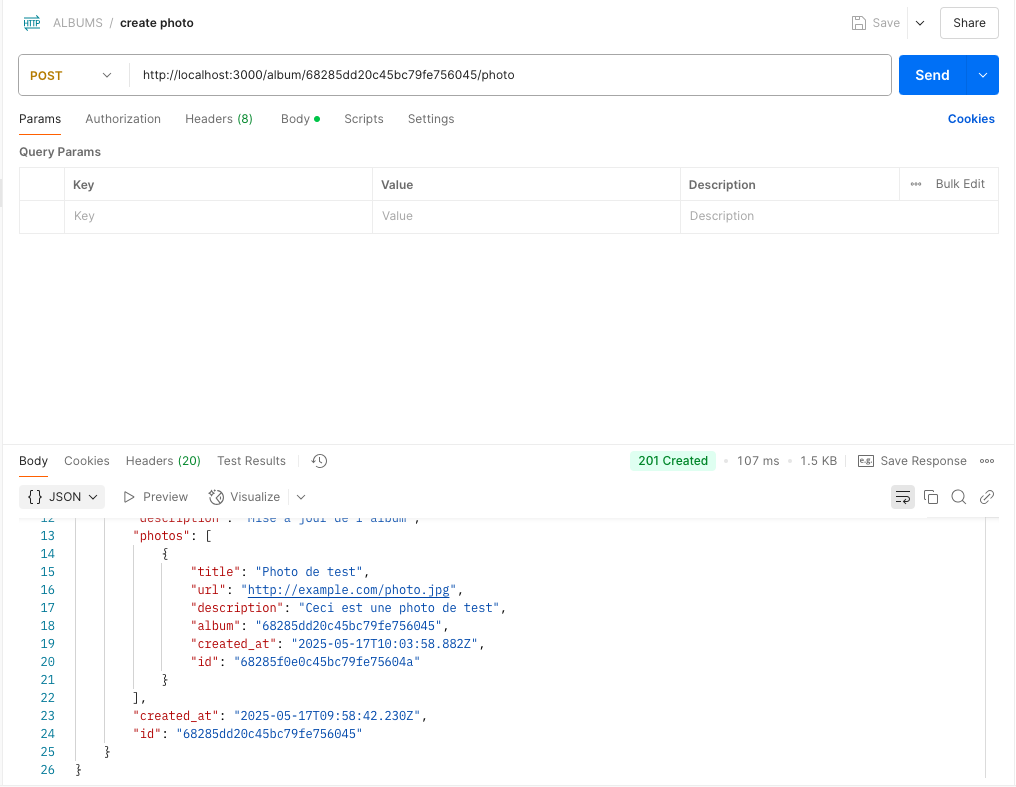 HTTP ALBUMS / create photo Save Share
POST http://localhost:3000/album/68285dd20c45bc79fe756045/photo Send
Params Authorization Headers (8) Body Scripts Settings Cookies
Query Params
Key Value Description Bulk Edit
Key Value Description
Body Cookies Headers (20) Test Results 201 Created 107 ms 1.5 KB e.g. Save Response
{} JSON Preview Visualize
12 "description": "Mise à jour de l'album",
13 "photos": [
14 {
15 "title": "Photo de test",
16 "url": "http://example.com/photo.jpg",
17 "description": "Ceci est une photo de test",
18 "album": "68285dd20c45bc79fe756045",
19 "created_at": "2025-05-17T10:03:58.882Z",
20 "id": "68285f0e0c45bc79fe75604a"
21 }
22 ],
23 "created_at": "2025-05-17T09:58:42.230Z",
24 "id": "68285dd20c45bc79fe756045"
25 }
26 }